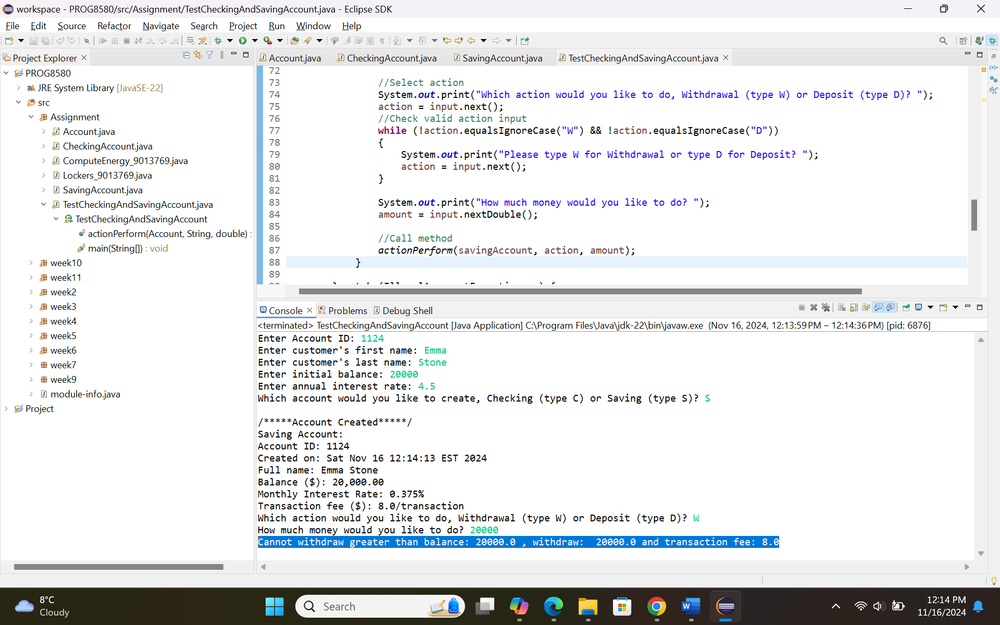 workspace - PROG8580/src/Assignment/TestCheckingAndSavingAccount.java - Eclipse SDK
File Edit Source Refactor Navigate Search Project Run Window Help
Project Explorer
PROG8580
JRE System Library [JavaSE-22]
src
Assignment
Account.java
CheckingAccount.java
ComputeEnergy_9013769.java
Lockers_9013769.java
SavingAccount.java
TestCheckingAndSavingAccount.java
TestCheckingAndSavingAccount
actionPerform(Account, String, double) :
main(String[]) : void
week10
week11
week2
week3
week4
week5
week6
week7
week9
module-info.java
Project
Account.java CheckingAccount.java SavingAccount.java TestCheckingAndSavingAccount.java
72
73 //Select action
74 System.out.print("Which action would you like to do, Withdrawal (type W) or Deposit (type D)? ");
75 action = input.next();
76 //Check valid action input
77 while (!action.equalsIgnoreCase("W") && !action.equalsIgnoreCase("D"))
78 {
79 System.out.print("Please type W for Withdrawal or type D for Deposit? ");
80 action = input.next();
81 }
82
83 System.out.print("How much money would you like to do? ");
84 amount = input.nextDouble();
85
86 //Call method
87 actionPerform(savingAccount, action, amount);
88 }
89
Console Problems Debug Shell
<terminated> TestCheckingAndSavingAccount [Java Application] C:\Program Files\Java\jdk-22\bin\javaw.exe (Nov 16, 2024, 12:13:59 PM – 12:14:36 PM) [pid: 6876]
Enter Account ID: 1124
Enter customer's first name: Emma
Enter customer's last name: Stone
Enter initial balance: 20000
Enter annual interest rate: 4.5
Which account would you like to create, Checking (type C) or Saving (type S)? S
/*****Account Created*****/
Saving Account:
Account ID: 1124
Created on: Sat Nov 16 12:14:13 EST 2024
Full name: Emma Stone
Balance ($): 20,000.00
Monthly Interest Rate: 0.375%
Transaction fee ($): 8.0/transaction
Which action would you like to do, Withdrawal (type W) or Deposit (type D)? W
How much money would you like to do? 20000
Cannot withdraw greater than balance: 20000.0 , withdraw:  20000.0 and transaction fee: 8.0
8°C
Cloudy
Search
12:14 PM
11/16/2024